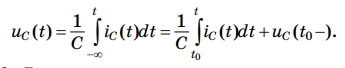 u_C(t) = \frac{1}{C} \int_{-\infty}^{t} i_C(t)dt = \frac{1}{C} \int_{t_0}^{t} i_C(t)dt + u_C(t_0-).